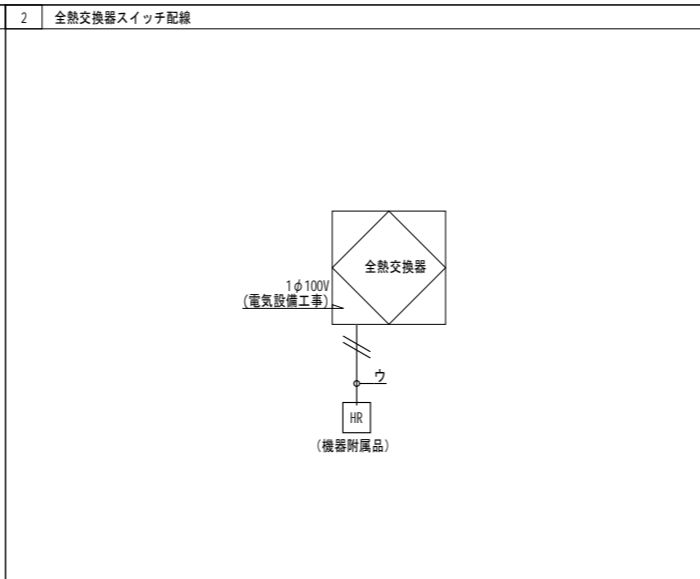 2 全熱交換器スイッチ配線
全熱交換器
1φ100V
(電気設備工事)
ウ
HR
(機器附属品)